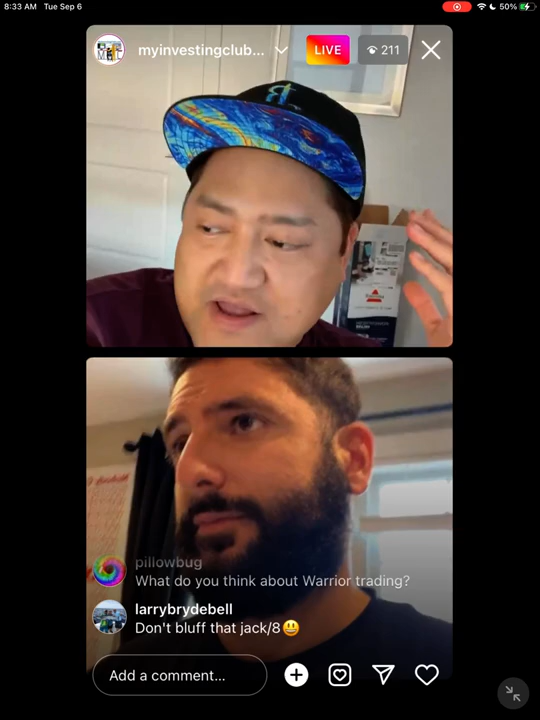 8:33 AM Tue Sep 6
50%
myinvestingclub...
LIVE
211
BISSELL
pillowbug
What do you think about Warrior trading?
larrybrydebell
Don't bluff that jack/8😃
Add a comment...